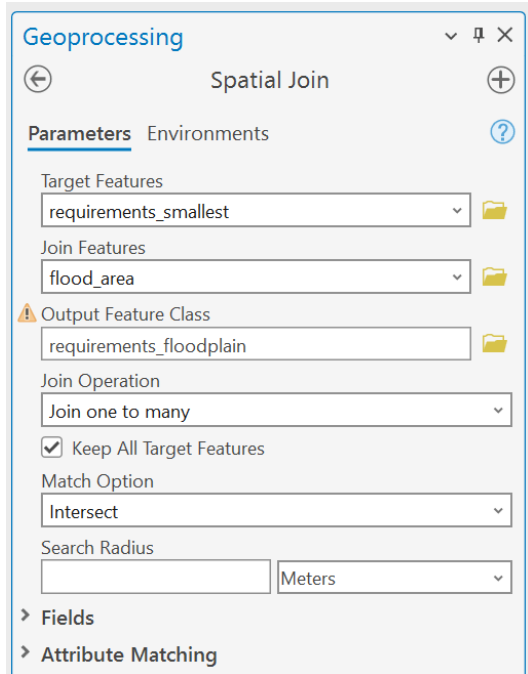 Geoprocessing
Spatial Join
Parameters Environments
Target Features
requirements_smallest
Join Features
flood_area
Output Feature Class
requirements_floodplain
Join Operation
Join one to many
Keep All Target Features
Match Option
Intersect
Search Radius
Meters
Fields
Attribute Matching